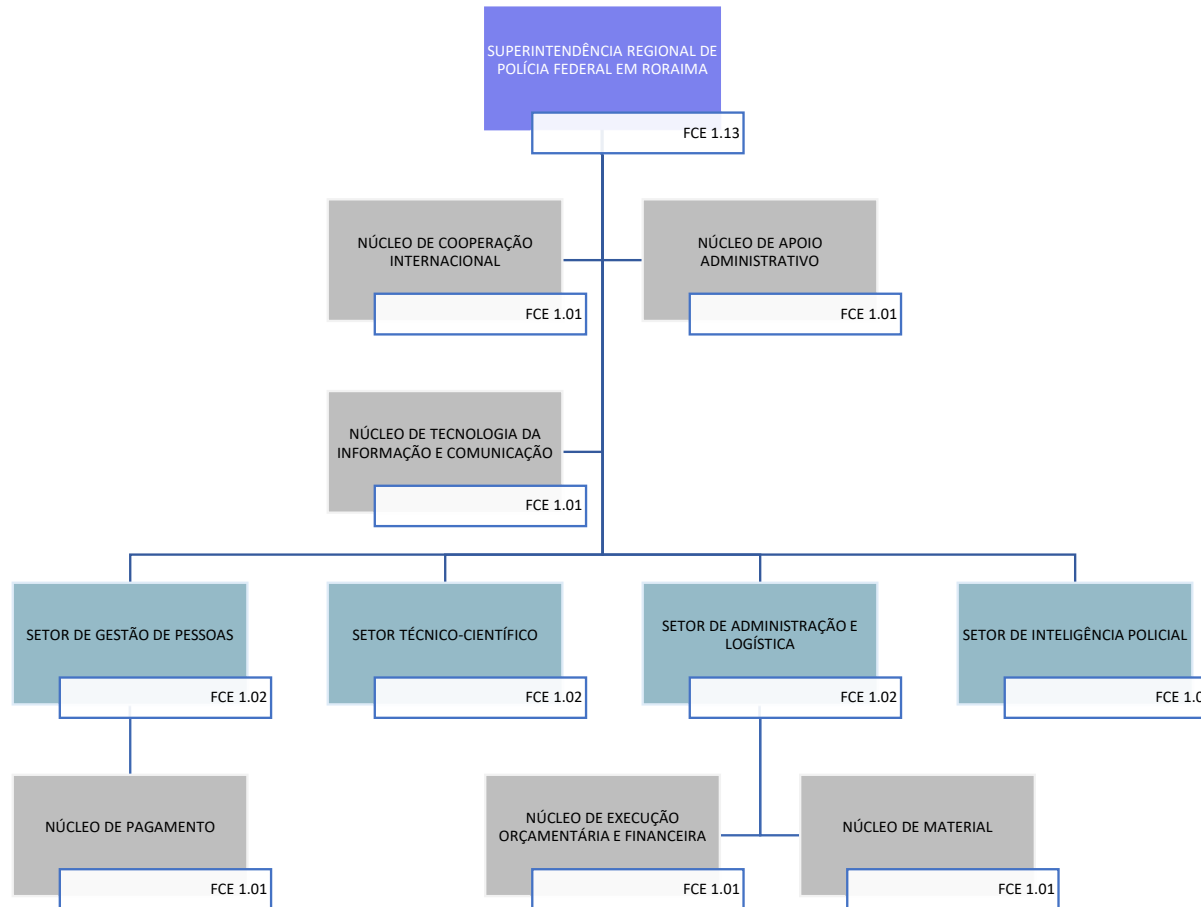 SUPERINTENDÊNCIA REGIONAL DE
POLÍCIA FEDERAL EM RORAIMA
FCE 1.13
NÚCLEO DE COOPERAÇÃO
INTERNACIONAL
FCE 1.01
NÚCLEO DE APOIO
ADMINISTRATIVO
FCE 1.01
NÚCLEO DE TECNOLOGIA DA
INFORMAÇÃO E COMUNICAÇÃO
FCE 1.01
SETOR DE GESTÃO DE PESSOAS
FCE 1.02
SETOR TÉCNICO-CIENTÍFICO
FCE 1.02
SETOR DE ADMINISTRAÇÃO E
LOGÍSTICA
FCE 1.02
SETOR DE INTELIGÊNCIA POLICIAL
FCE
NÚCLEO DE PAGAMENTO
FCE 1.01
NÚCLEO DE EXECUÇÃO
ORÇAMENTÁRIA E FINANCEIRA
FCE 1.01
NÚCLEO DE MATERIAL
FCE 1.01